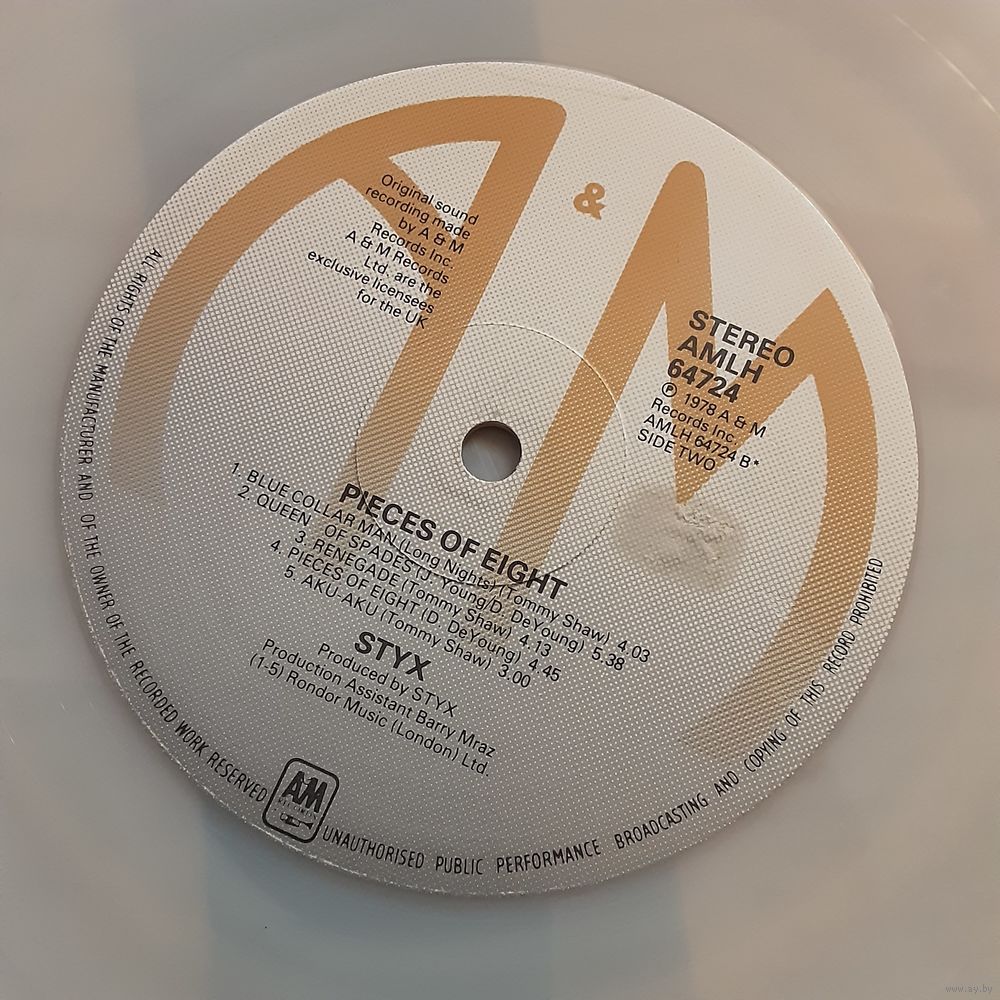 A & M
Original sound
recording made
by A & M
Records Inc.
A & M Records
Ltd. are the
exclusive licensees
for the UK
STEREO
AMLH
64724
℗ 1978 A & M
Records Inc.
AMLH 64724 B*
SIDE TWO
PIECES OF EIGHT
1. BLUE COLLAR MAN (Long Nights) (Tommy Shaw) 4.03
2. QUEEN OF SPADES (J. Young/D. DeYoung) 5.38
3. RENEGADE (Tommy Shaw) 4.13
4. PIECES OF EIGHT (D. DeYoung) 4.45
5. AKU-AKU (Tommy Shaw) 3.00
STYX
Produced by STYX
Production Assistant Barry Mraz
(1-5) Rondor Music (London) Ltd.
ALL RIGHTS OF THE MANUFACTURER AND OF THE OWNER OF THE RECORDED WORK RESERVED
AM
RECORDS
UNAUTHORISED PUBLIC PERFORMANCE BROADCASTING AND COPYING OF THIS RECORD PROHIBITED
www.ay.by